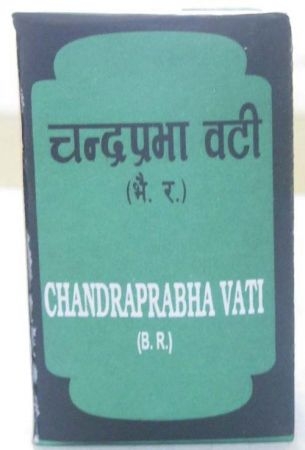 चन्द्रप्रभा वटी
(भै. र.)
CHANDRAPRABHA VATI
(B. R.)